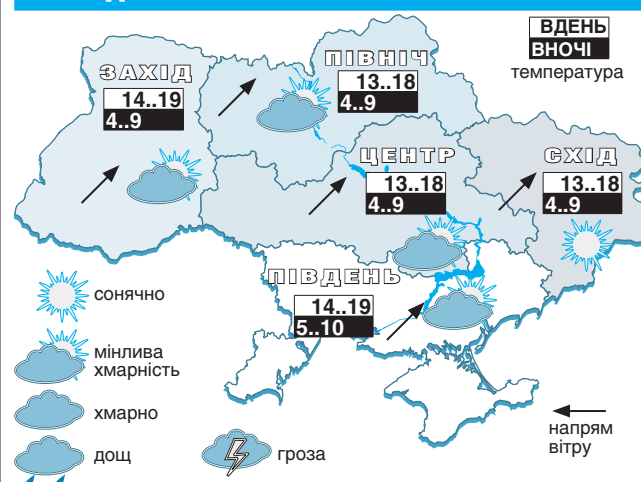 ВДЕНЬ
ВНОЧІ
температура
ПІВНІЧ
13..18
4..9
ЗАХІД
14..19
4..9
ЦЕНТР
13..18
4..9
СХІД
13..18
4..9
ПІВДЕНЬ
14..19
5..10
сонячно
мінлива
хмарність
хмарно
дощ
гроза
напрям
вітру